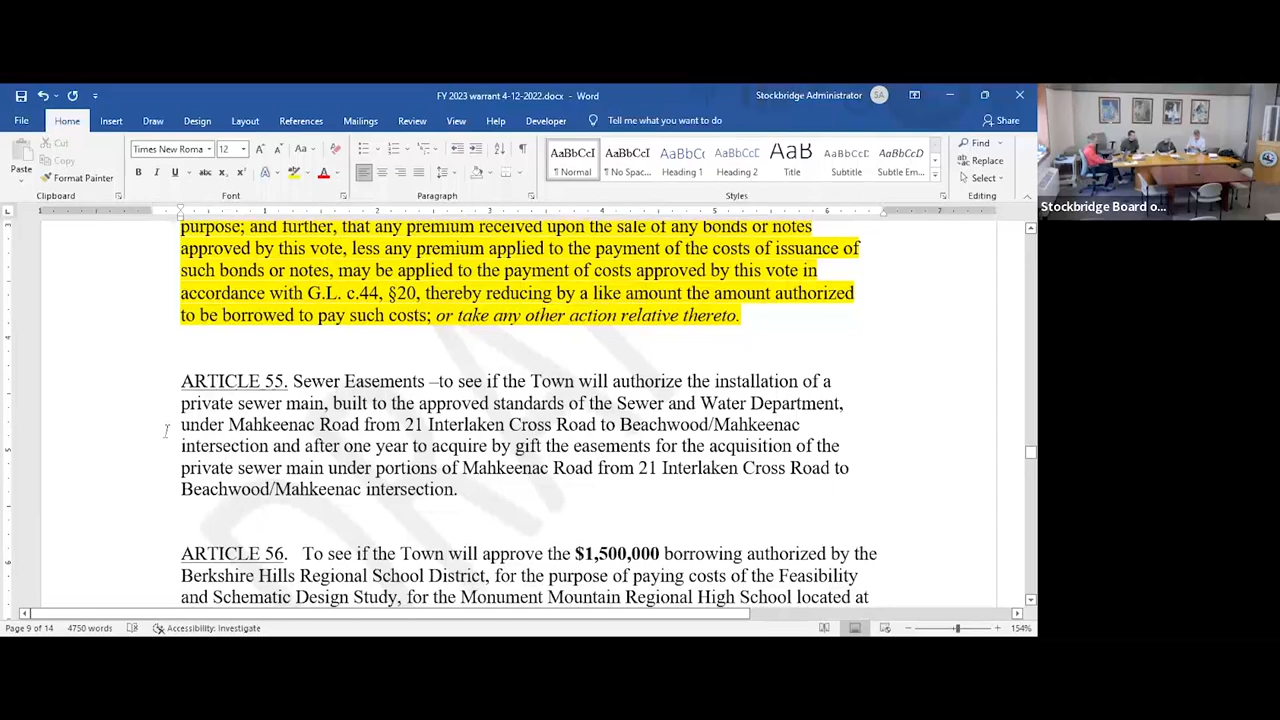 FY 2023 warrant 4-12-2022.docx - Word
Stockbridge Administrator
SA
File Home Insert Draw Design Layout References Mailings Review View Help Developer Tell me what you want to do Share
Cut
Copy
Format Painter
Paste
Clipboard
Times New Roma 12
Font
Paragraph
AaBbCcI AaBbCcI AaBbCc AaBbCcD AaB AaBbCcD AaBbCcD
¶ Normal ¶ No Spac... Heading 1 Heading 2 Title Subtitle Subtle Em...
Styles
Find
Replace
Select
Editing
Stockbridge Board o...
purpose; and further, that any premium received upon the sale of any bonds or notes
approved by this vote, less any premium applied to the payment of the costs of issuance of
such bonds or notes, may be applied to the payment of costs approved by this vote in
accordance with G.L. c.44, §20, thereby reducing by a like amount the amount authorized
to be borrowed to pay such costs; or take any other action relative thereto.
ARTICLE 55. Sewer Easements –to see if the Town will authorize the installation of a
private sewer main, built to the approved standards of the Sewer and Water Department,
under Mahkeenac Road from 21 Interlaken Cross Road to Beachwood/Mahkeenac
intersection and after one year to acquire by gift the easements for the acquisition of the
private sewer main under portions of Mahkeenac Road from 21 Interlaken Cross Road to
Beachwood/Mahkeenac intersection.
ARTICLE 56. To see if the Town will approve the $1,500,000 borrowing authorized by the
Berkshire Hills Regional School District, for the purpose of paying costs of the Feasibility
and Schematic Design Study, for the Monument Mountain Regional High School located at
DRAFT
Page 9 of 14 4750 words Accessibility: Investigate 154%